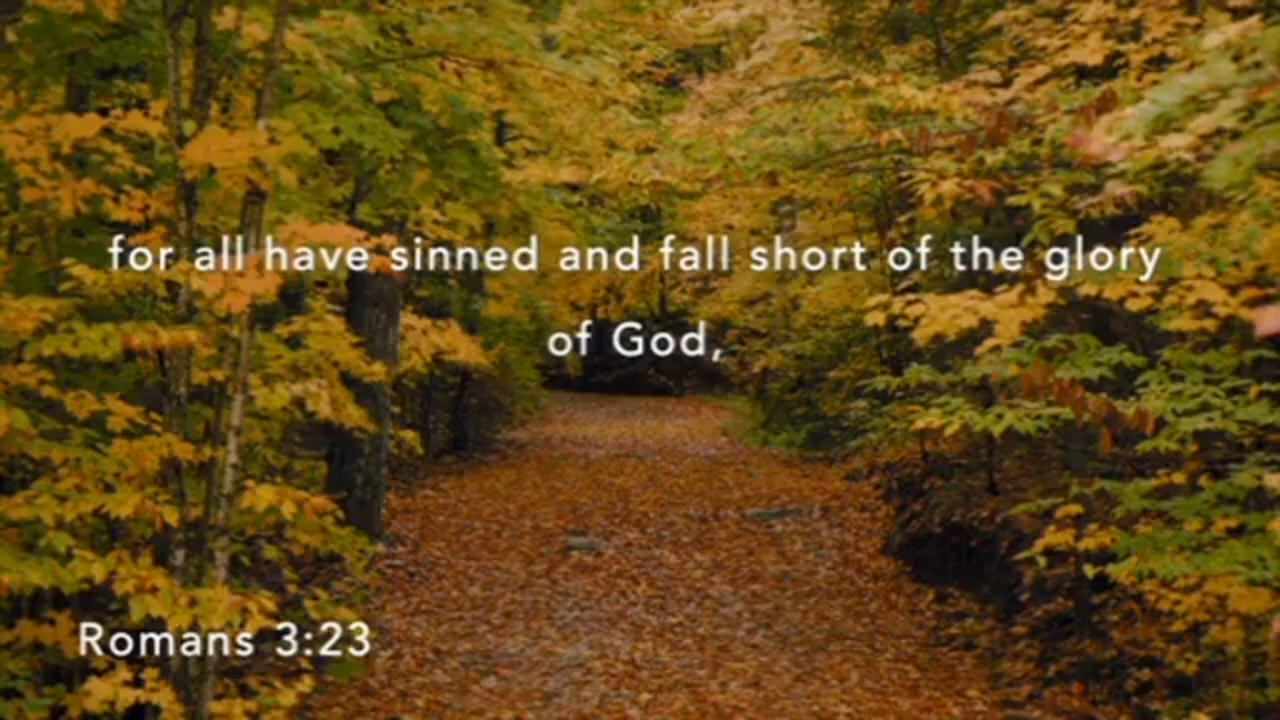 for all have sinned and fall short of the glory
of God,
Romans 3:23